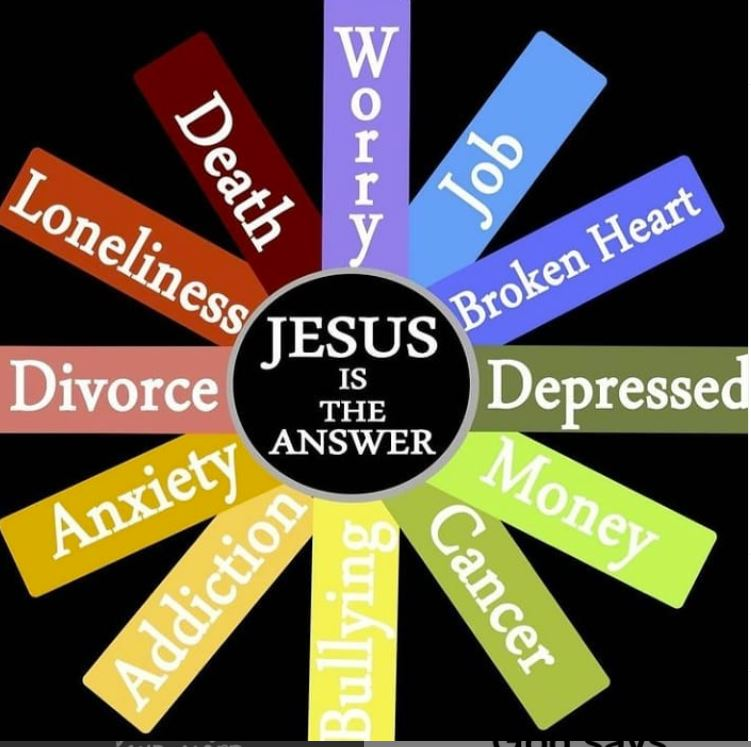 Worry
Job
Broken Heart
Depressed
Money
Cancer
Bullying
Addiction
Anxiety
Divorce
Loneliness
Death
JESUS
IS
THE
ANSWER